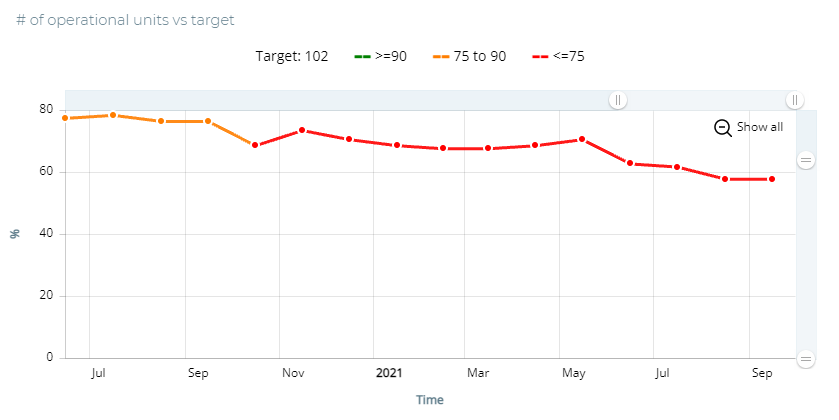 # of operational units vs target
Target: 102 >=90 75 to 90 <=75
Show all
80
60
40
20
0
%
Jul Sep Nov 2021 Mar May Jul Sep
Time